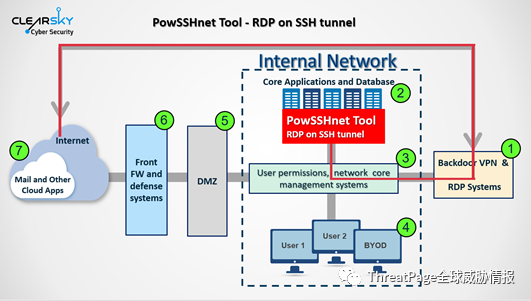 CLEARSKY
Cyber Security
PowSSHnet Tool - RDP on SSH tunnel
Internal Network
Core Applications and Database
2
PowSSHnet Tool
RDP on SSH tunnel
7
Internet
Mail and Other
Cloud Apps
6
Front
FW and
defense
systems
5
DMZ
3
User permissions, network core
management systems
1
Backdoor VPN &
RDP Systems
4
User 1
User 2
BYOD
ThreatPage全球威胁情报